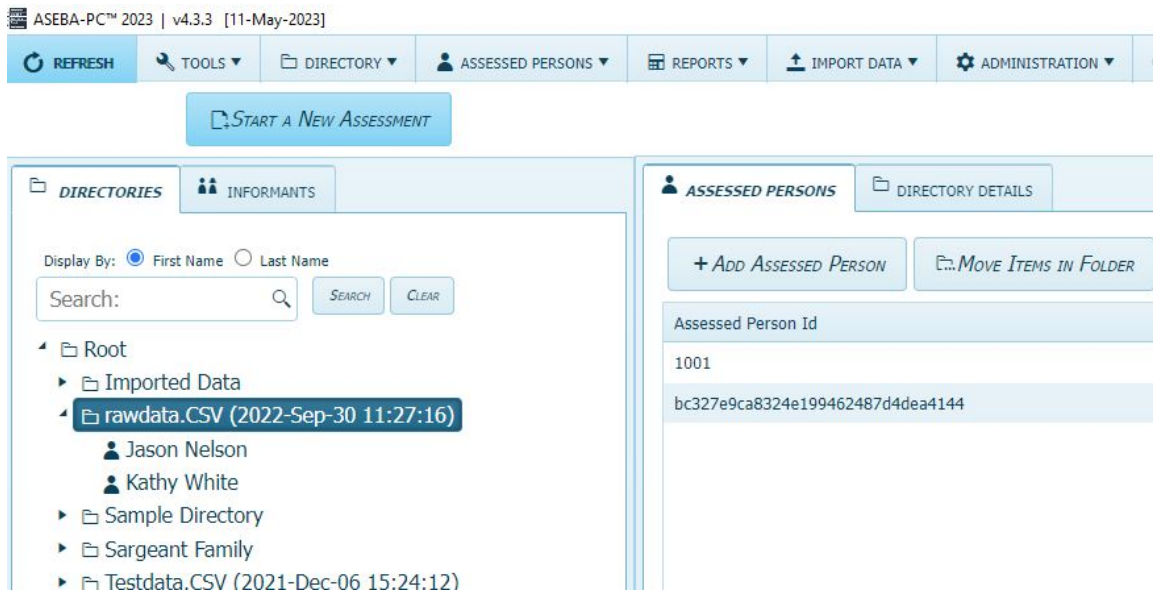 ASEBA-PC™ 2023 | v4.3.3 [11-May-2023]
REFRESH TOOLS ▼ DIRECTORY ▼ ASSESSED PERSONS ▼ REPORTS ▼ IMPORT DATA ▼ ADMINISTRATION ▼
START A NEW ASSESSMENT
DIRECTORIES INFORMANTS
Display By: First Name Last Name
Search: SEARCH CLEAR
Root
Imported Data
rawdata.CSV (2022-Sep-30 11:27:16)
Jason Nelson
Kathy White
Sample Directory
Sargeant Family
Testdata.CSV (2021-Dec-06 15:24:12)
ASSESSED PERSONS DIRECTORY DETAILS
+ ADD ASSESSED PERSON MOVE ITEMS IN FOLDER
Assessed Person Id
1001
bc327e9ca8324e199462487d4dea4144